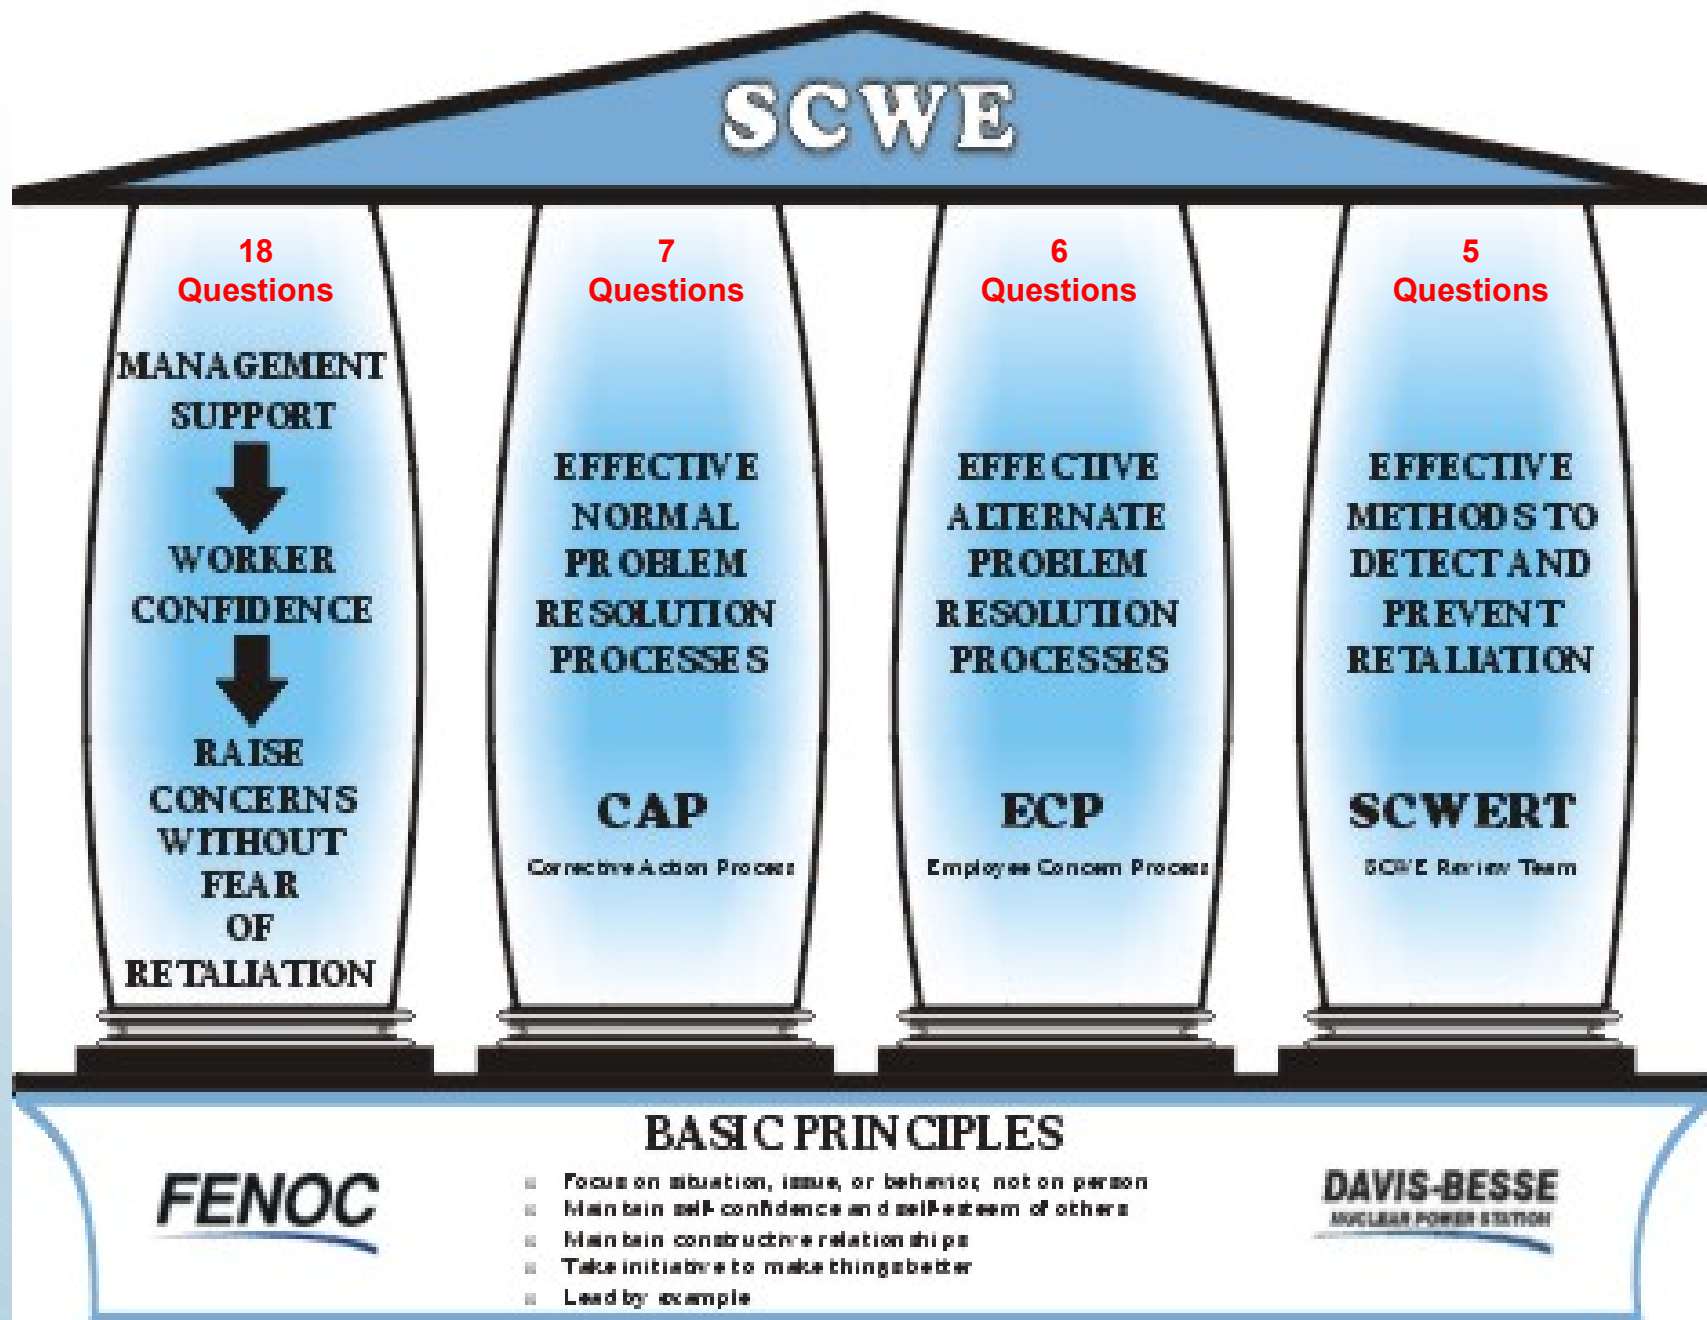 SCWE
18
Questions
MANAGEMENT
SUPPORT
WORKER
CONFIDENCE
RAISE
CONCERNS
WITHOUT
FEAR
OF
RETALIATION
7
Questions
EFFECTIVE
NORMAL
PROBLEM
RESOLUTION
PROCESSES
CAP
Corrective Action Process
6
Questions
EFFECTIVE
ALTERNATE
PROBLEM
RESOLUTION
PROCESSES
ECP
Employee Concern Process
5
Questions
EFFECTIVE
METHODS TO
DETECT AND
PREVENT
RETALIATION
SCWERT
SCWE Review Team
BASIC PRINCIPLES
FENOC
Focus on situation, issue, or behavior, not on person
Maintain self-confidence and self-esteem of others
Maintain constructive relationships
Take initiative to make things better
Lead by example
DAVIS-BESSE
NUCLEAR POWER STATION